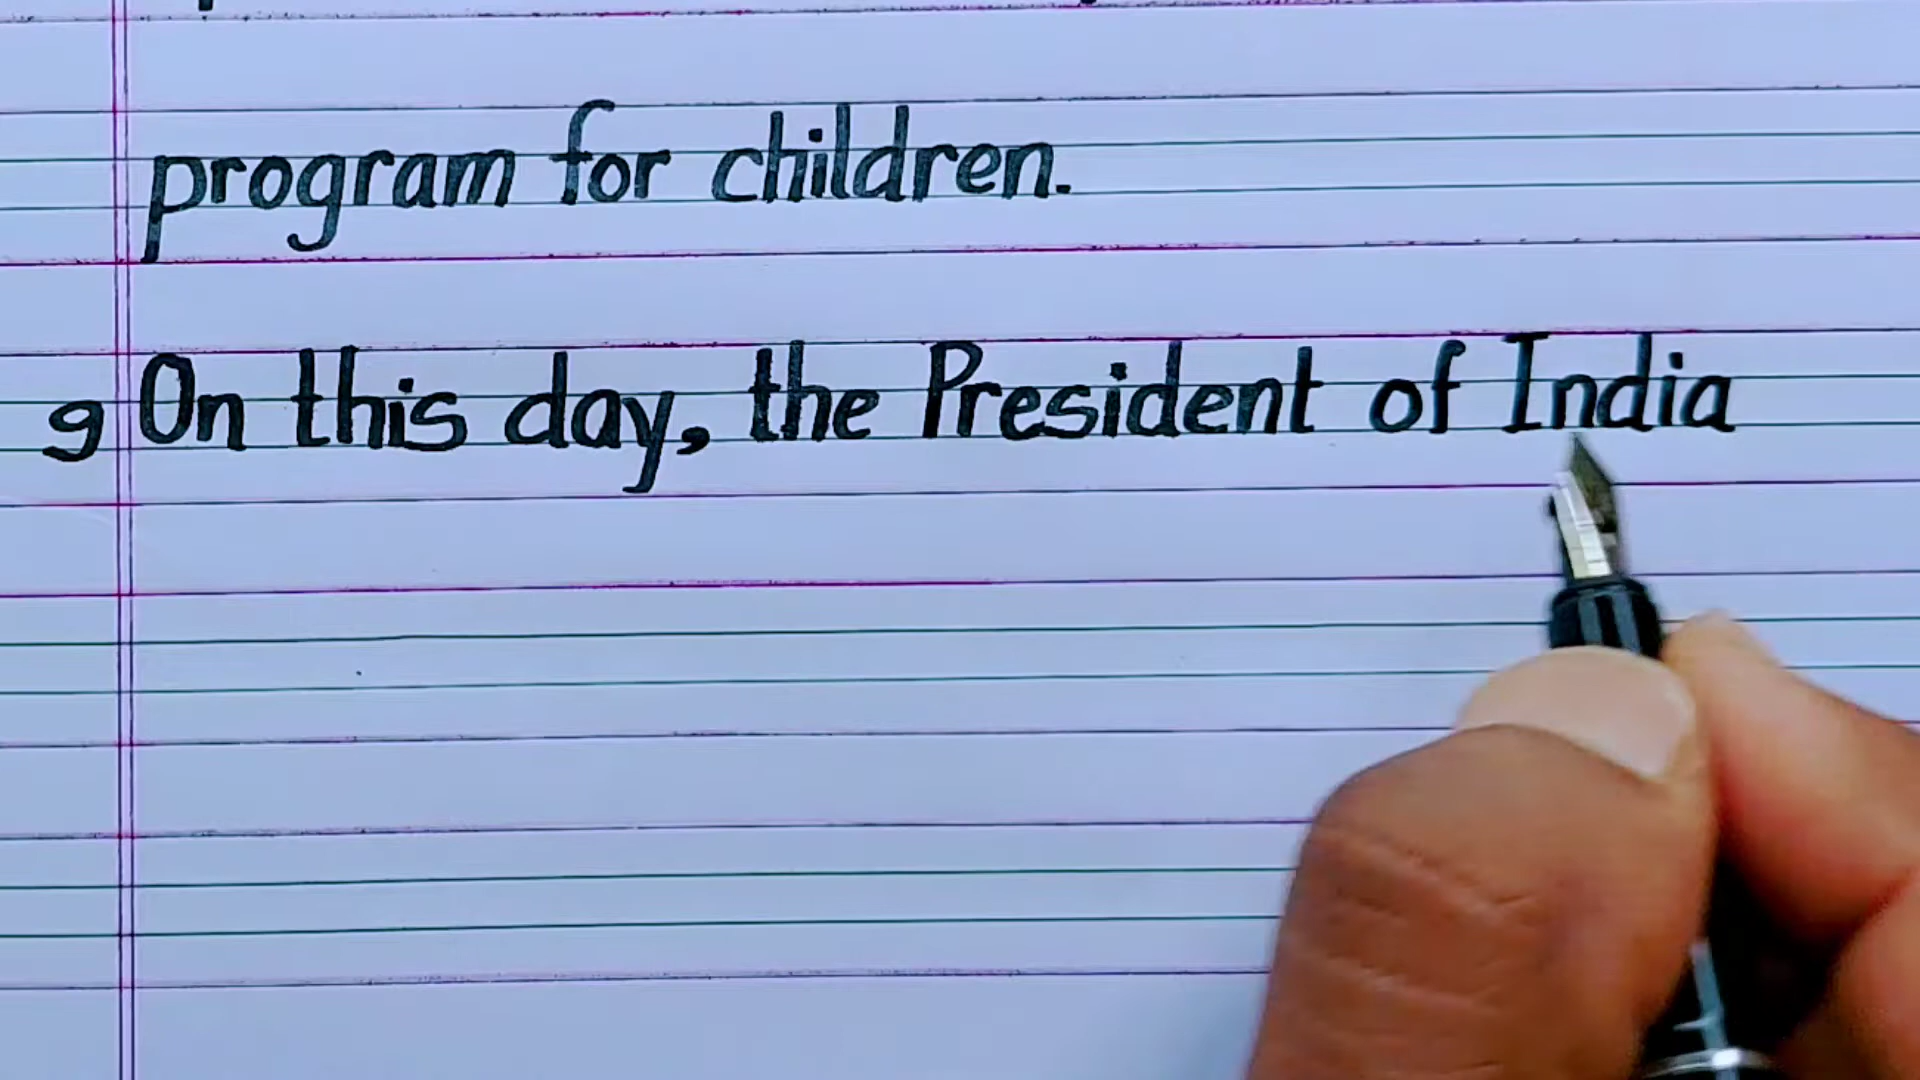 program for children.
9 On this day, the President of India